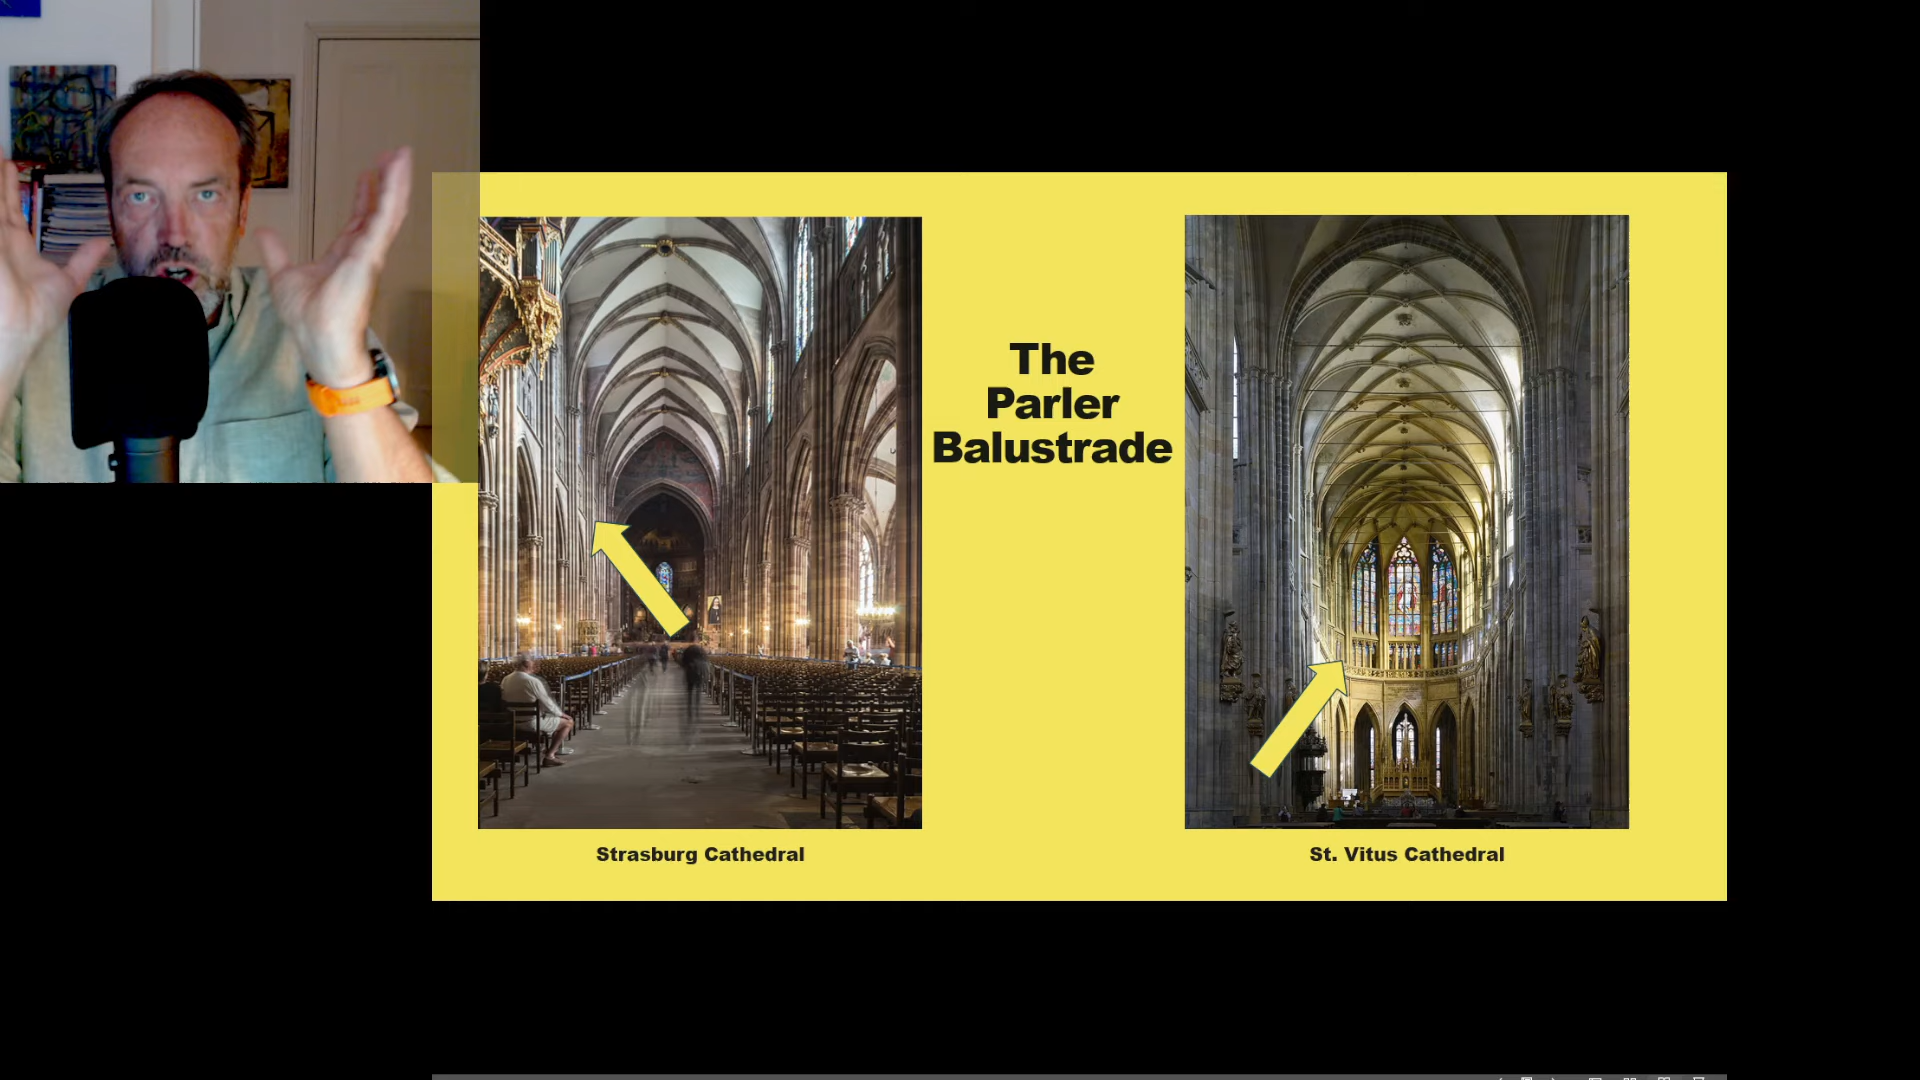 The
Parler
Balustrade
Strasburg Cathedral
St. Vitus Cathedral